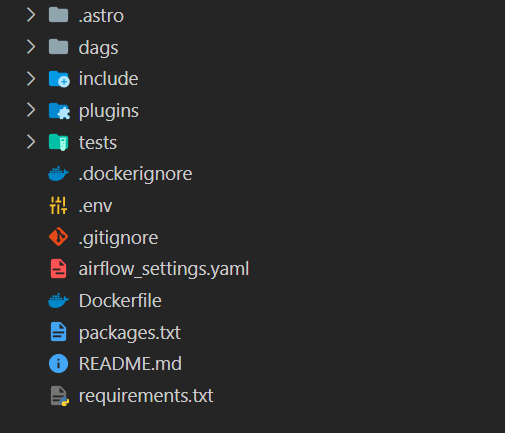 .astro
dags
include
plugins
tests
.dockerignore
.env
.gitignore
airflow_settings.yaml
Dockerfile
packages.txt
README.md
requirements.txt